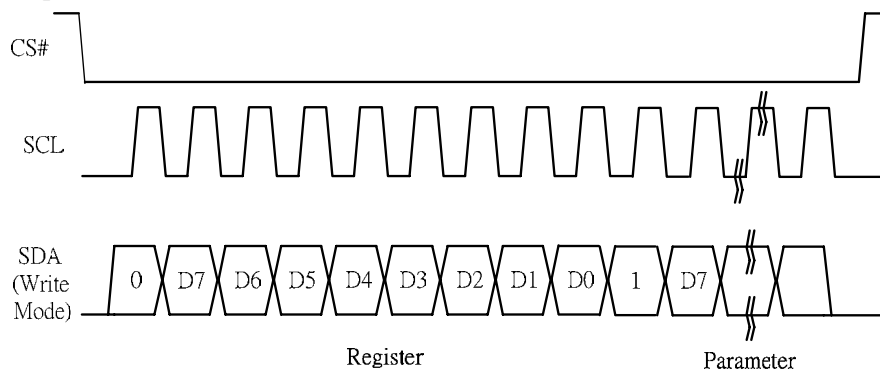 CS#
SCL
SDA
(Write
Mode)
0 D7 D6 D5 D4 D3 D2 D1 D0 1 D7
Register Parameter